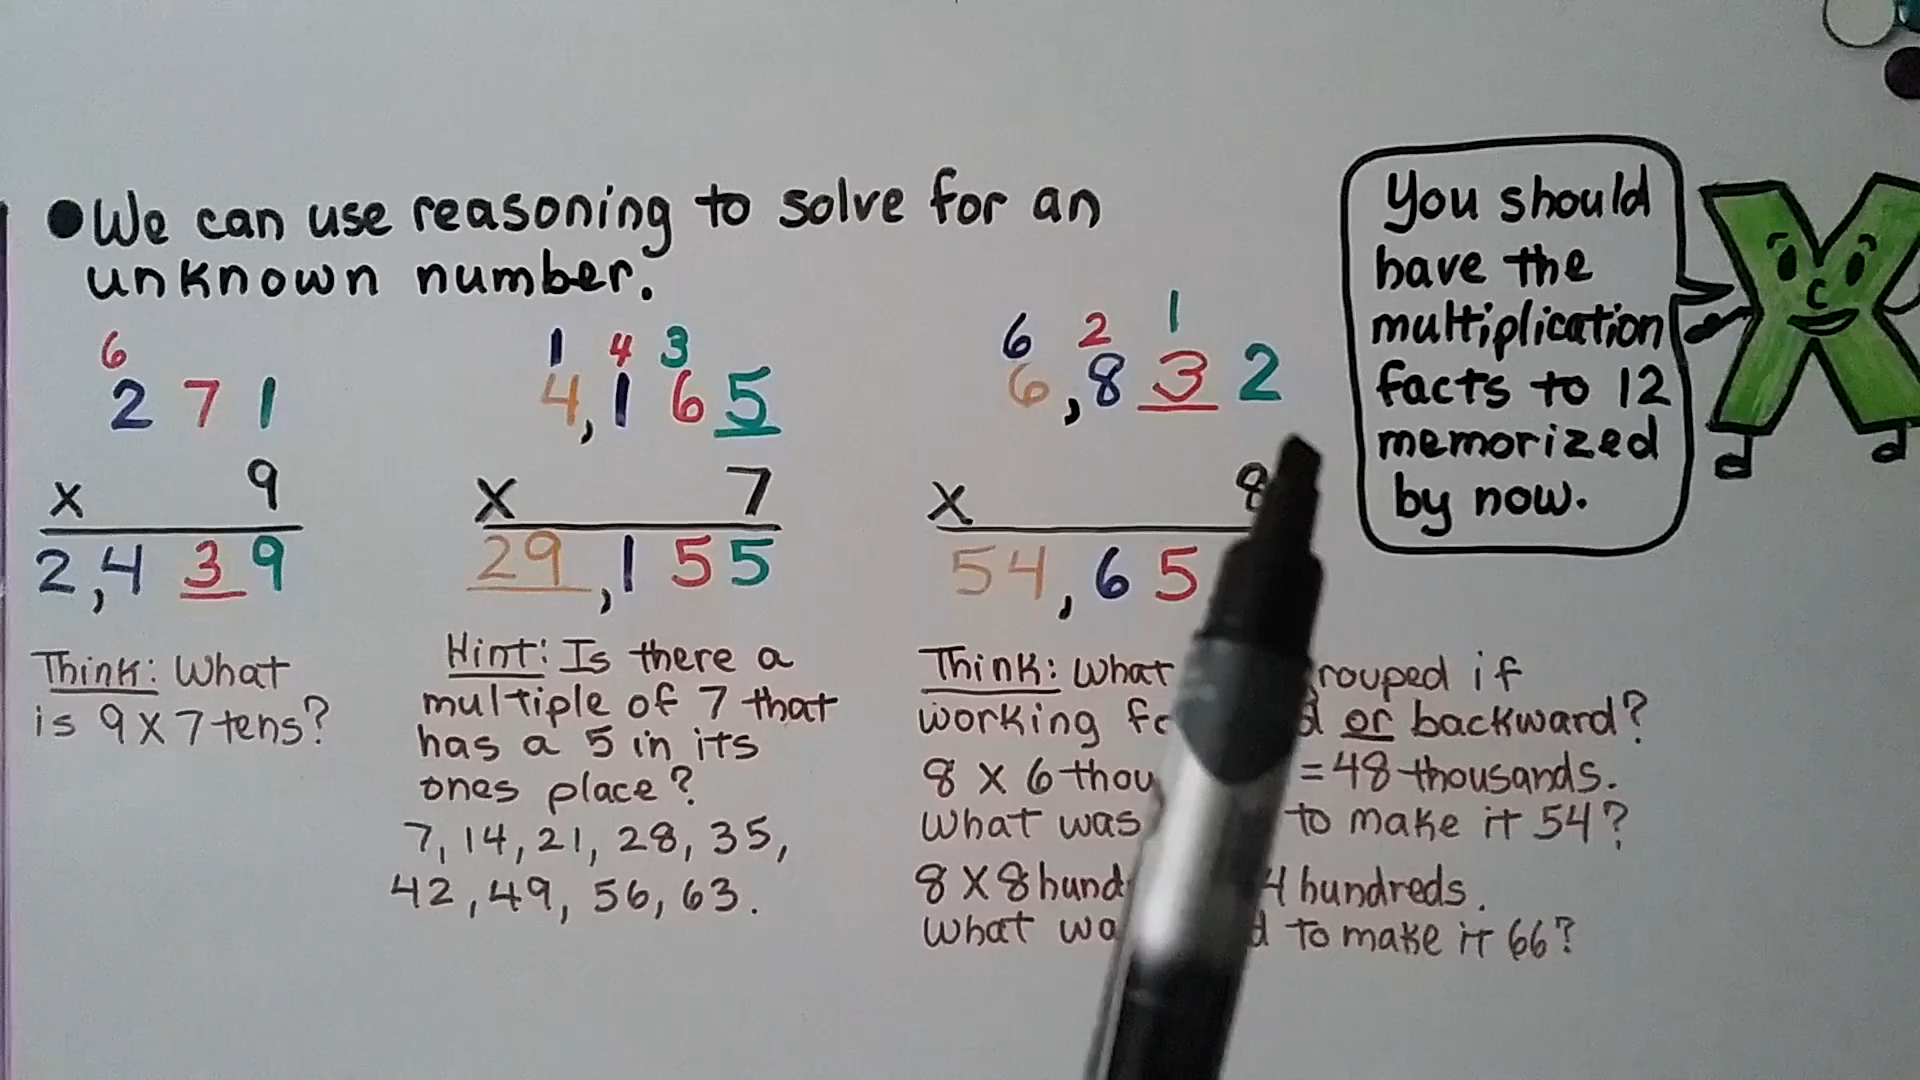 ●We can use reasoning to solve for an
unknown number.
6
2 7 1
x 9
2,4 3 9
Think: What
is 9 x 7 tens?
1 4 3
4,1 6 5
x 7
29,1 5 5
Hint: Is there a
multiple of 7 that
has a 5 in its
ones place?
7, 14, 21, 28, 35,
42, 49, 56, 63.
6 2 1
6,8 3 2
x 8
54,6 5
Think: What
working or backward?
8 x 6 = 48 thousands.
What was to make it 54?
8 x 8 hundreds.
What to make it 66?
You should
have the
multiplication
facts to 12
memorized
by now.